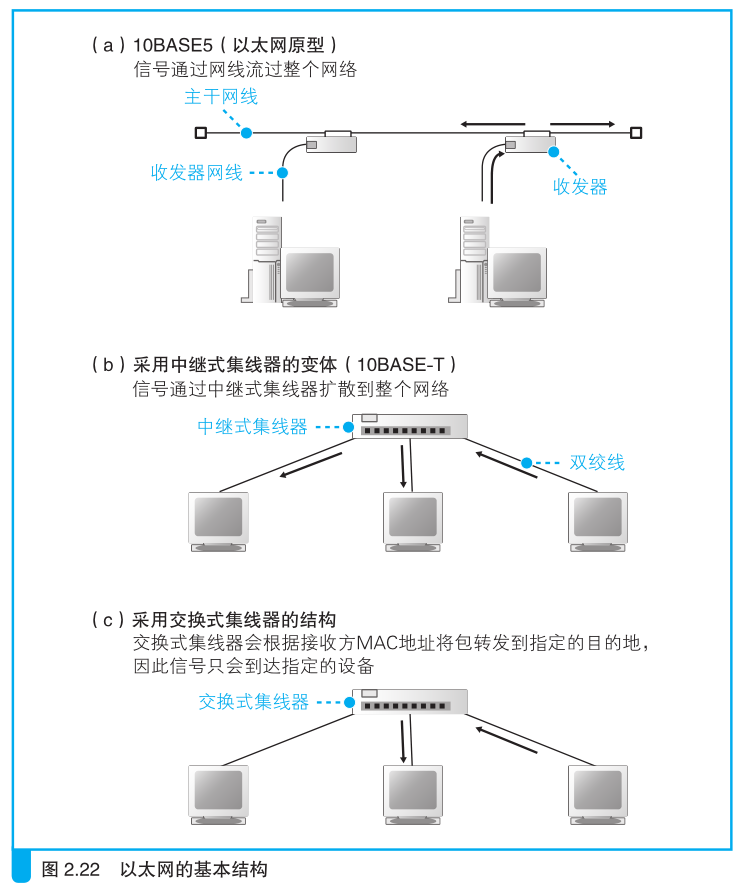 （a）10BASE5（以太网原型）
信号通过网线流过整个网络
主干网线
收发器网线
收发器
（b）采用中继式集线器的变体（10BASE-T）
信号通过中继式集线器扩散到整个网络
中继式集线器
双绞线
（c）采用交换式集线器的结构
交换式集线器会根据接收方MAC地址将包转发到指定的目的地，
因此信号只会到达指定的设备
交换式集线器
图 2.22 以太网的基本结构